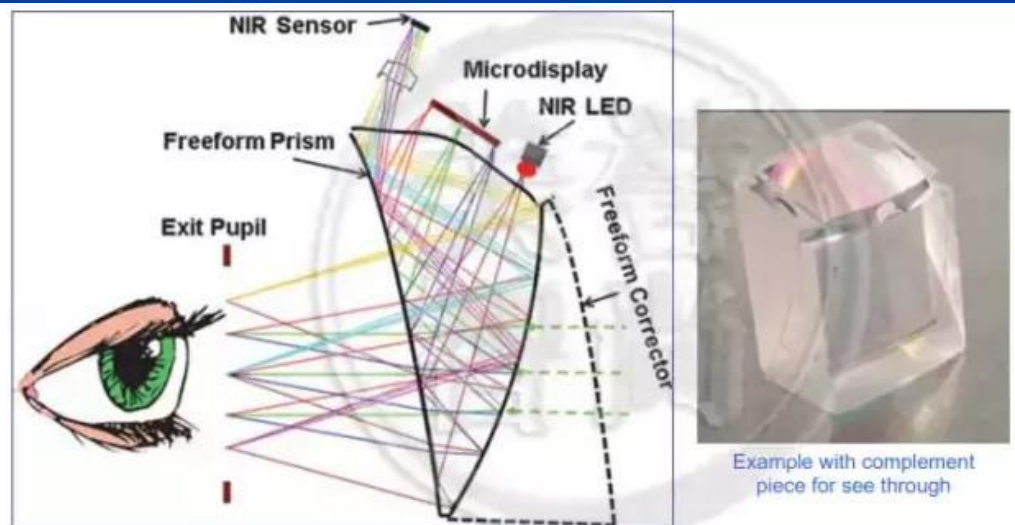 NIR Sensor
Microdisplay
NIR LED
Freeform Prism
Exit Pupil
Freeform Corrector
Example with complement
piece for see through